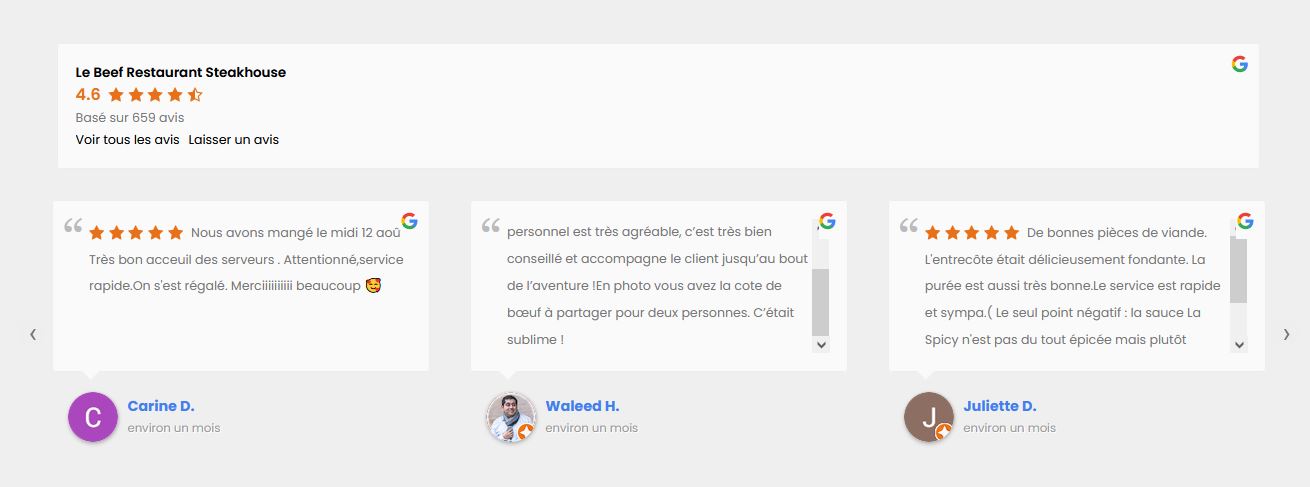 Le Beef Restaurant Steakhouse
4.6
Basé sur 659 avis
Voir tous les avis Laisser un avis
Nous avons mangé le midi 12 aoû
Très bon acceuil des serveurs . Attentionné,service
rapide.On s'est régalé. Merciiiiiiiiii beaucoup 🥰
Carine D.
environ un mois
personnel est très agréable, c’est très bien
conseillé et accompagne le client jusqu’au bout
de l’aventure !En photo vous avez la cote de
bœuf à partager pour deux personnes. C’était
sublime !
Waleed H.
environ un mois
De bonnes pièces de viande.
L'entrecôte était délicieusement fondante. La
purée est aussi très bonne.Le service est rapide
et sympa.( Le seul point négatif : la sauce La
Spicy n'est pas du tout épicée mais plutôt
Juliette D.
environ un mois